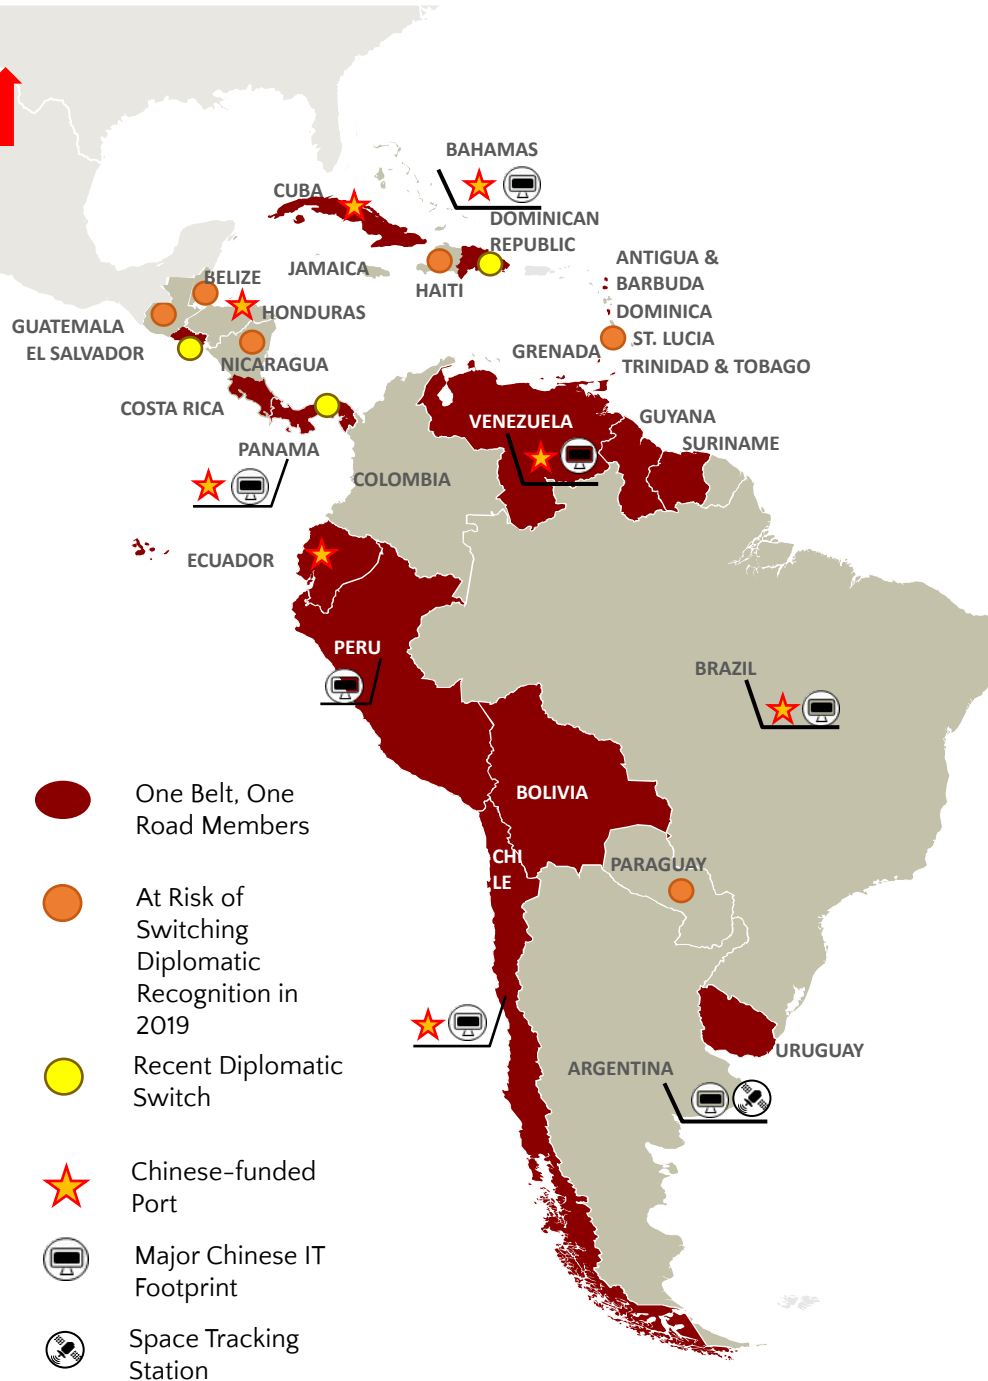 BAHAMAS
CUBA
DOMINICAN
REPUBLIC
JAMAICA
HAITI
ANTIGUA &
BARBUDA
DOMINICA
ST. LUCIA
GRENADA
TRINIDAD & TOBAGO
BELIZE
HONDURAS
GUATEMALA
EL SALVADOR
NICARAGUA
COSTA RICA
PANAMA
VENEZUELA
GUYANA
SURINAME
COLOMBIA
ECUADOR
PERU
BRAZIL
BOLIVIA
CHI
LE
PARAGUAY
ARGENTINA
URUGUAY
One Belt, One
Road Members
At Risk of
Switching
Diplomatic
Recognition in
2019
Recent Diplomatic
Switch
Chinese-funded
Port
Major Chinese IT
Footprint
Space Tracking
Station